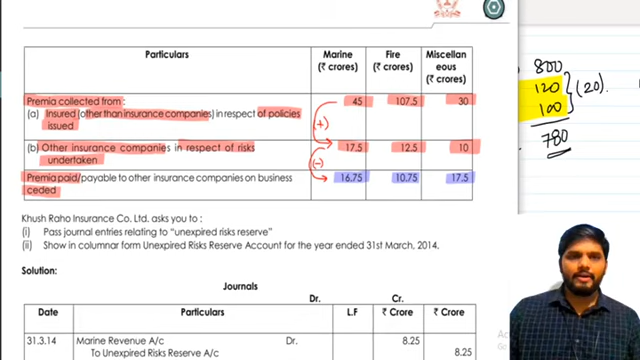 Particulars Marine Fire Miscellan
(₹ crores) (₹ crores) eous
(₹ crores)
Premia collected from :
(a) Insured (other than insurance companies) in respect of policies issued 45 107.5 30
(+)
(b) Other insurance companies in respect of risks undertaken 17.5 12.5 10
(-)
Premia paid/ payable to other insurance companies on business ceded 16.75 10.75 17.5
800
120
100
(20).
780
Khush Raho Insurance Co. Ltd. asks you to :
(i) Pass journal entries relating to "unexpired risks reserve"
(ii) Show in columnar form Unexpired Risks Reserve Account for the year ended 31st March, 2014.
Solution:
Journals
Dr. Cr.
Date Particulars L.F ₹ Crore ₹ Crore
31.3.14 Marine Revenue A/c Dr. 8.25
To Unexpired Risks Reserve A/c 8.25